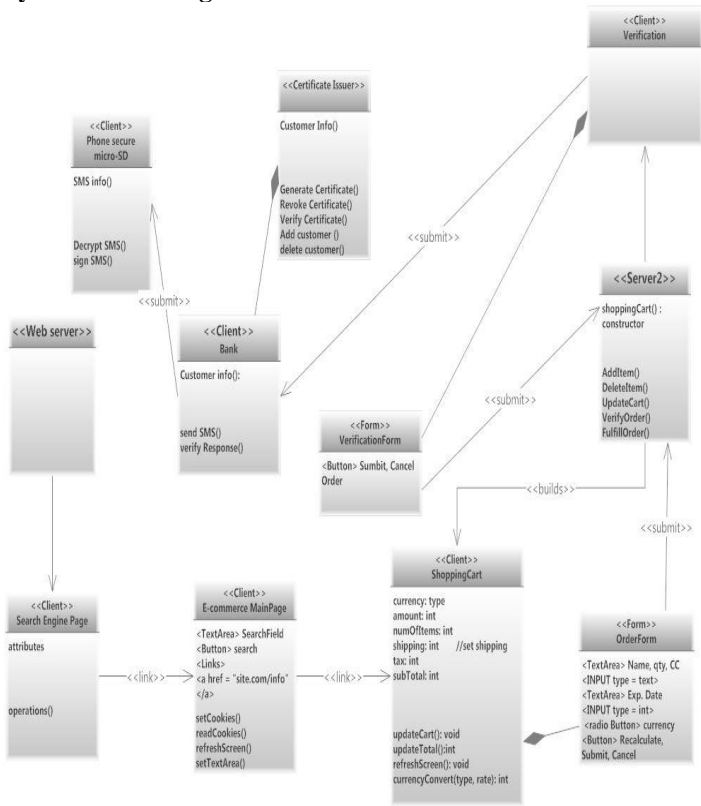 <<Client>>
Verification
<<Certificate Issuer>>
Customer Info()
Generate Certificate()
Revoke Certificate()
Verify Certificate()
Add customer ()
delete customer()
<<Client>>
Phone secure
micro-SD
SMS info()
Decrypt SMS()
sign SMS()
<<submit>>
<<submit>>
<<Server2>>
shoppingCart() :
constructor
AddItem()
DeleteItem()
UpdateCart()
VerifyOrder()
FulfillOrder()
<<Web server>>
<<Client>>
Bank
Customer info():
send SMS()
verify Response()
<<submit>>
<<Form>>
VerificationForm
<Button> Sumbit, Cancel
Order
<<builds>>
<<submit>>
<<Client>>
Search Engine Page
attributes
operations()
<<link>>
<<Client>>
E-commerce MainPage
<TextArea> SearchField
<Button> search
<Links>
<a href = "site.com/info"
</a>
setCookies()
readCookies()
refreshScreen()
setTextArea()
<<link>>
<<Client>>
ShoppingCart
currency: type
amount: int
numOfItems: int
shipping: int //set shipping
tax: int
subTotal: int
updateCart(): void
updateTotal():int
refreshScreen(): void
currencyConvert(type, rate): int
<<Form>>
OrderForm
<TextArea> Name, qty, CC
<INPUT type = text>
<TextArea> Exp. Date
<INPUT type = int>
<radio Button> currency
<Button> Recalculate,
Submit, Cancel